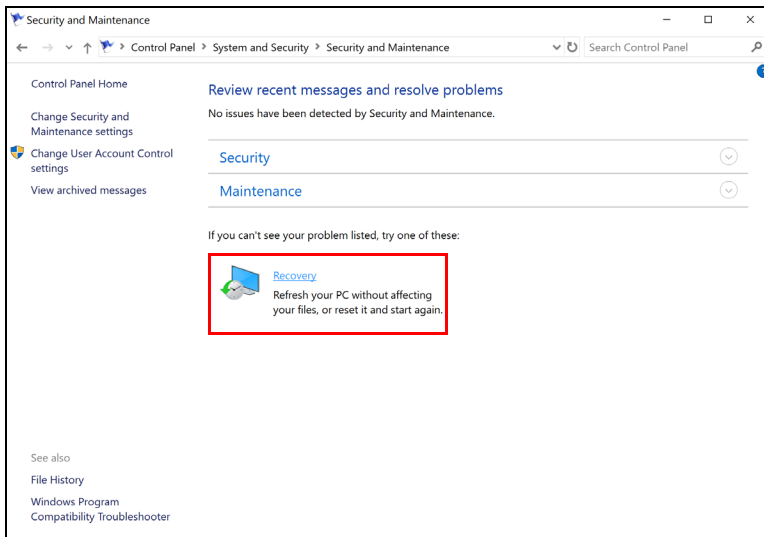 Security and Maintenance
Control Panel > System and Security > Security and Maintenance
Search Control Panel
Control Panel Home
Change Security and
Maintenance settings
Change User Account Control
settings
View archived messages
Review recent messages and resolve problems
No issues have been detected by Security and Maintenance.
Security
Maintenance
If you can't see your problem listed, try one of these:
Recovery
Refresh your PC without affecting
your files, or reset it and start again.
See also
File History
Windows Program
Compatibility Troubleshooter